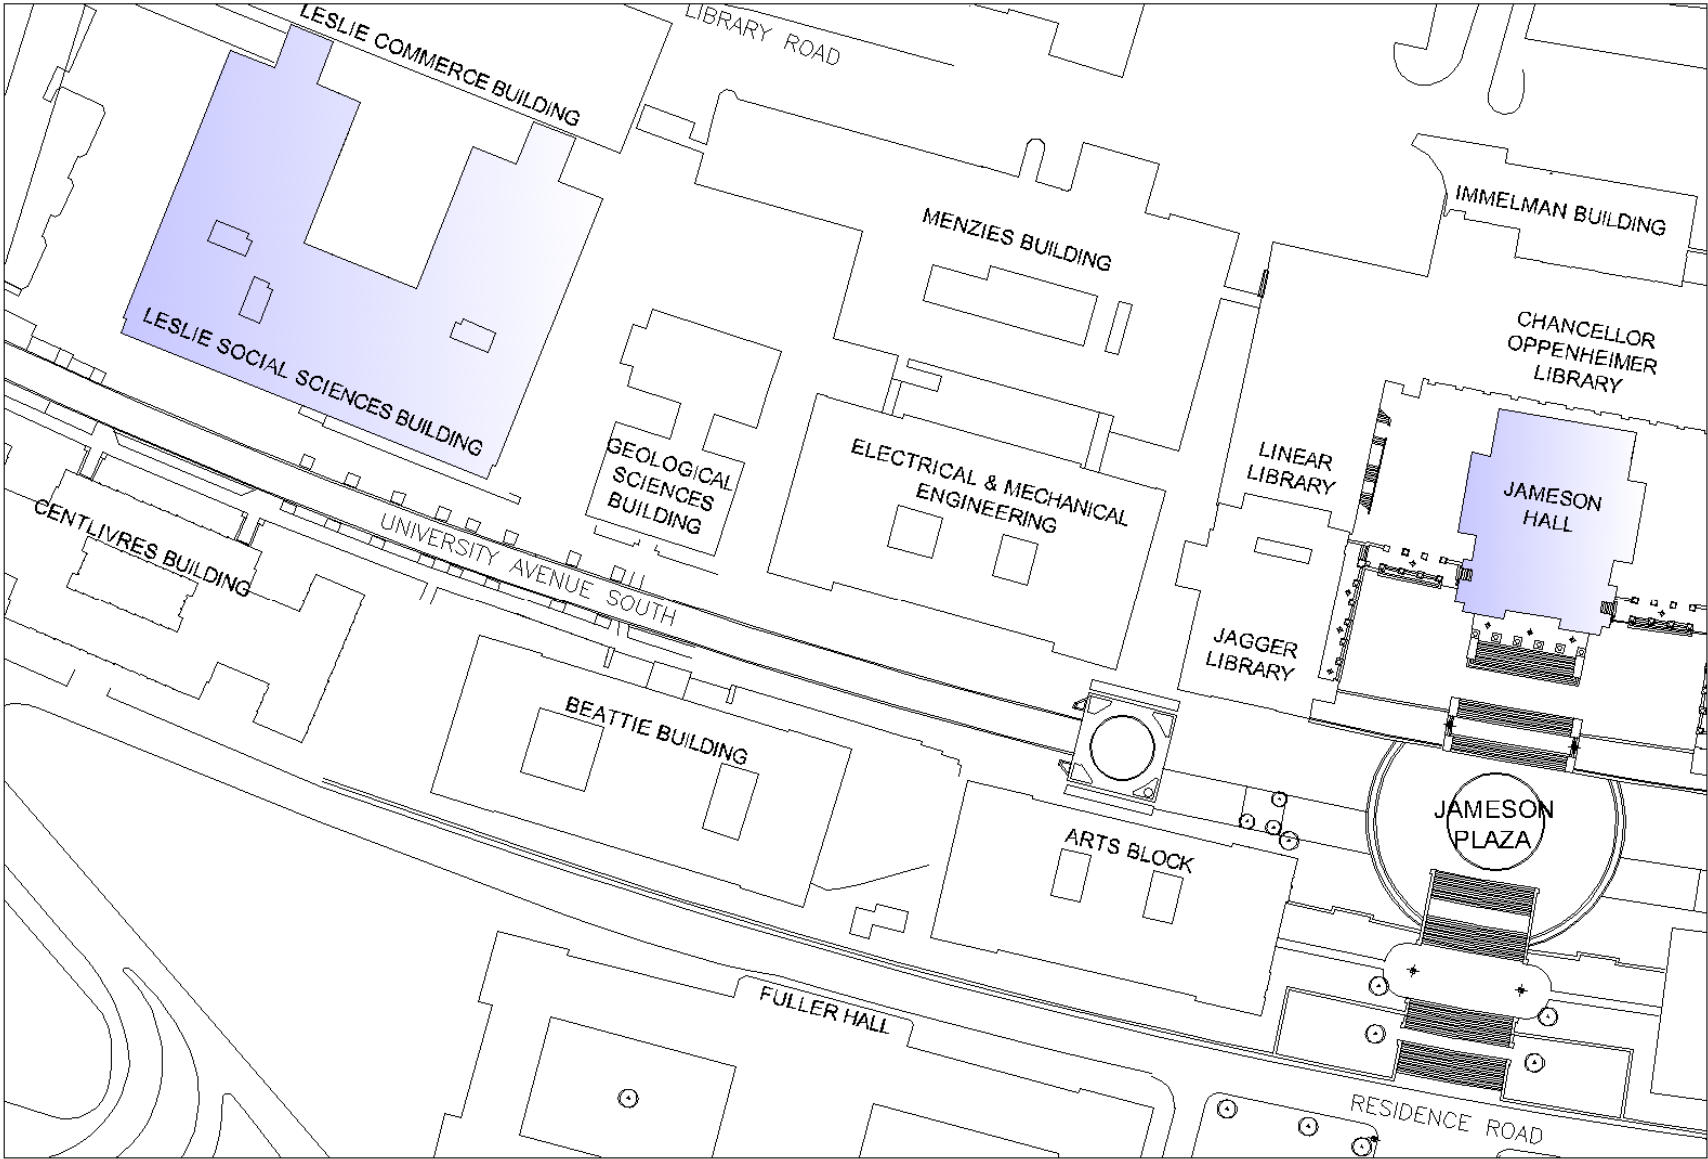 LESLIE COMMERCE BUILDING
LIBRARY ROAD
IMMELMAN BUILDING
MENZIES BUILDING
CHANCELLOR
OPPENHEIMER
LIBRARY
LESLIE SOCIAL SCIENCES BUILDING
GEOLOGICAL
SCIENCES
BUILDING
ELECTRICAL & MECHANICAL
ENGINEERING
LINEAR
LIBRARY
JAMESON
HALL
CENTLIVRES BUILDING
UNIVERSITY AVENUE SOUTH
JAGGER
LIBRARY
BEATTIE BUILDING
JAMESON
PLAZA
ARTS BLOCK
FULLER HALL
RESIDENCE ROAD